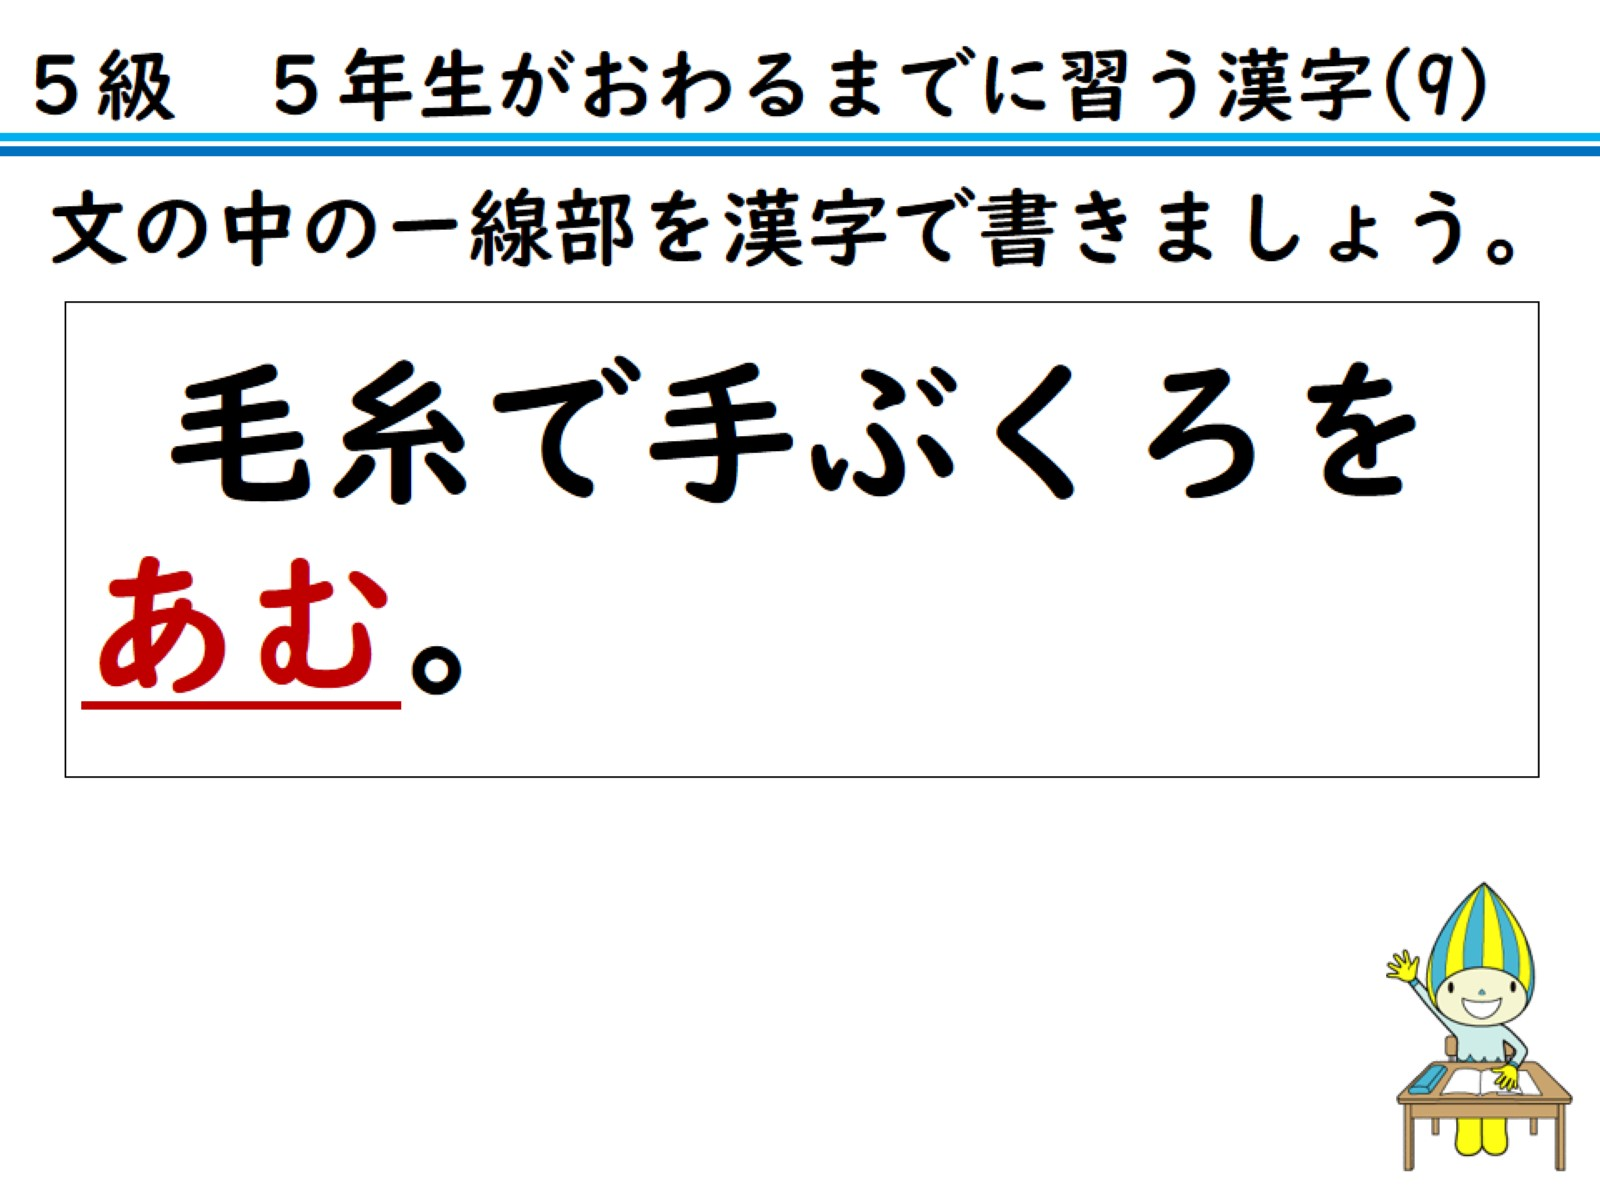 ５級　５年生がおわるまでに習う漢字(9)
文の中の―線部を漢字で書きましょう。
毛糸で手ぶくろを
あむ。